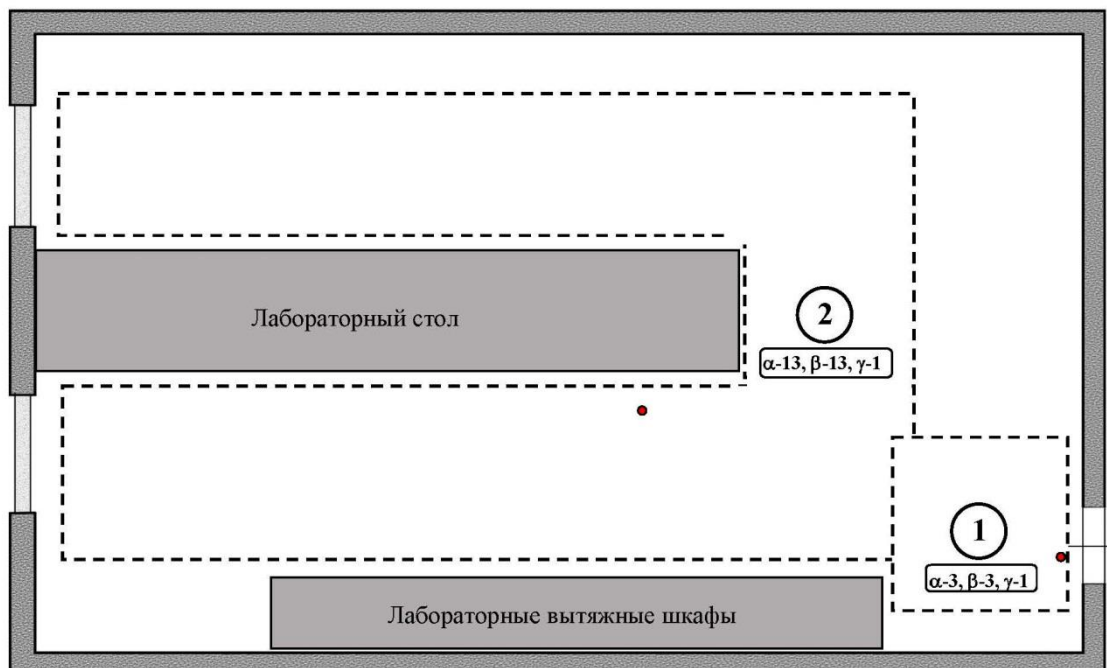 Лабораторный стол
2
α-13, β-13, γ-1
1
α-3, β-3, γ-1
Лабораторные вытяжные шкафы